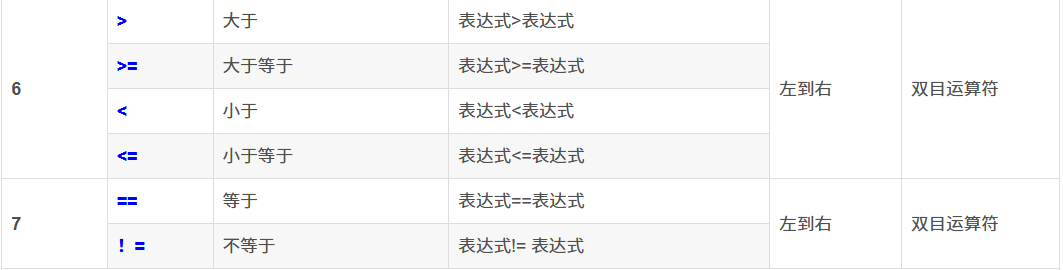 > 大于 表达式>表达式
>= 大于等于 表达式>=表达式
6 左到右 双目运算符
< 小于 表达式<表达式
<= 小于等于 表达式<=表达式
== 等于 表达式==表达式
7 左到右 双目运算符
! = 不等于 表达式!= 表达式